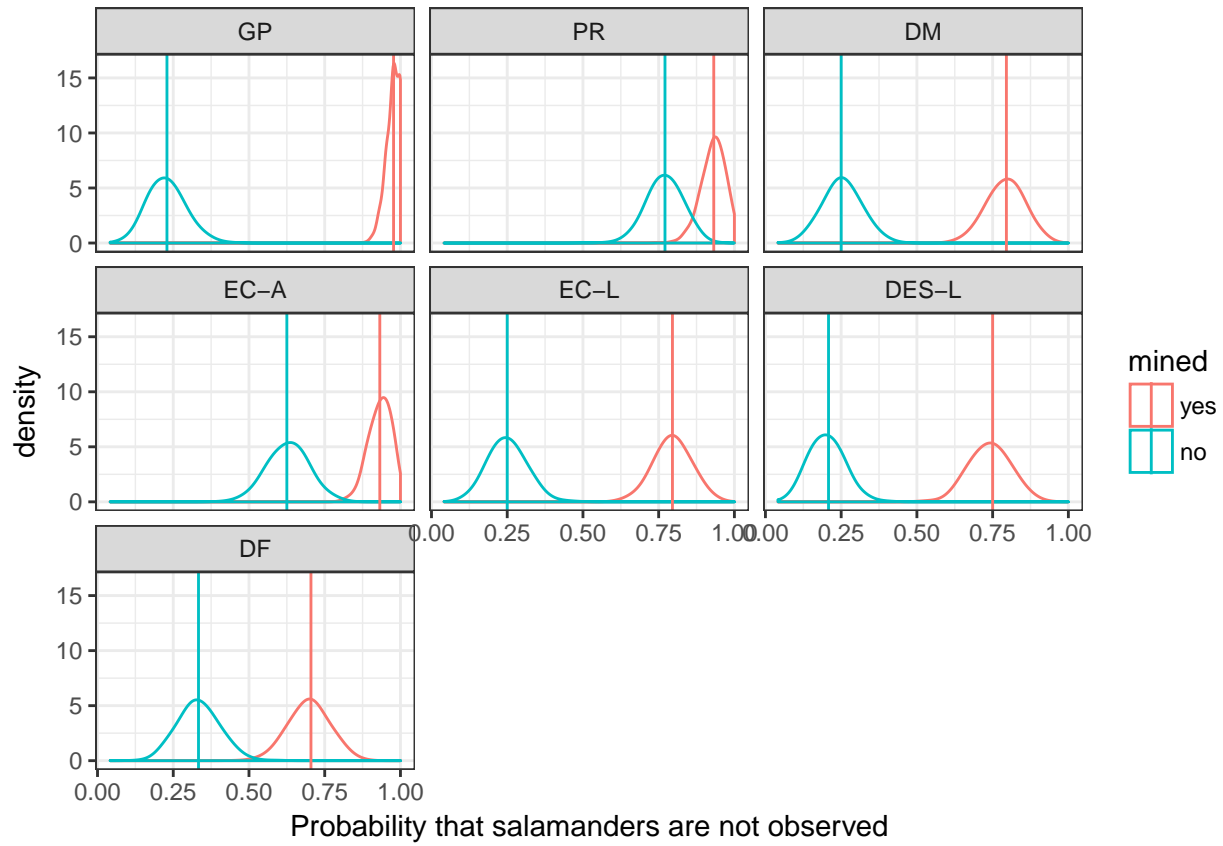 GP PR DM
15
10
5
0
EC−A EC−L DES−L
15
10
5
0
0.00 0.25 0.50 0.75 1.00 0.00 0.25 0.50 0.75 1.00
DF
15
10
5
0
0.00 0.25 0.50 0.75 1.00
Probability that salamanders are not observed
density
mined
yes
no